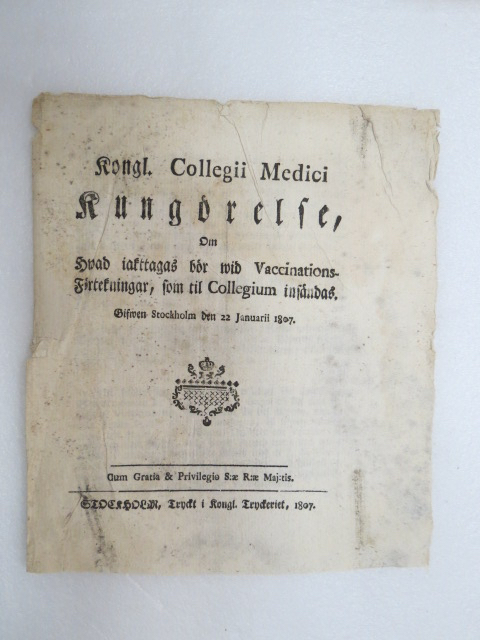 Kongl. Collegii Medici
Kungörelse,
Om
Hwad iakttagas bör wid Vaccinations-
Förtekningar, som til Collegium insändas.
Gifwen Stockholm den 22 Januarii 1807.
Cum Gratia & Privilegio S:æ R:æ Maj:tis.
STOCKHOLM, Tryckt i Kongl. Tryckeriet, 1807.